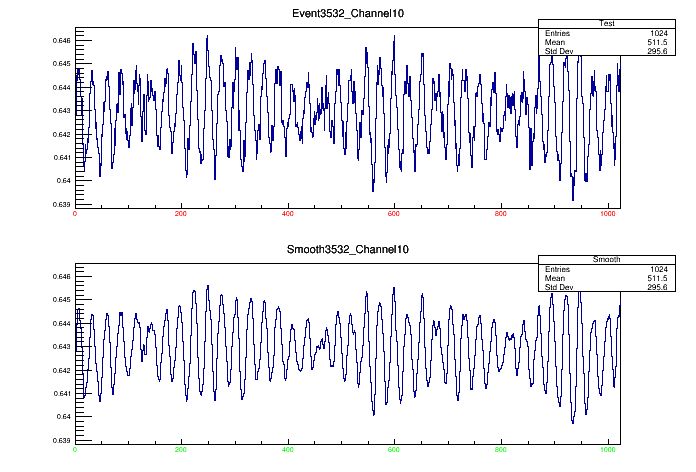 Event3532_Channel10
Test
Entries 1024
Mean 511.5
Std Dev 295.6
0.646
0.645
0.644
0.643
0.642
0.641
0.64
0.639
0 200 400 600 800 1000
Smooth3532_Channel10
Smooth
Entries 1024
Mean 511.5
Std Dev 295.6
0.646
0.645
0.644
0.643
0.642
0.641
0.64
0.639
0 200 400 600 800 1000